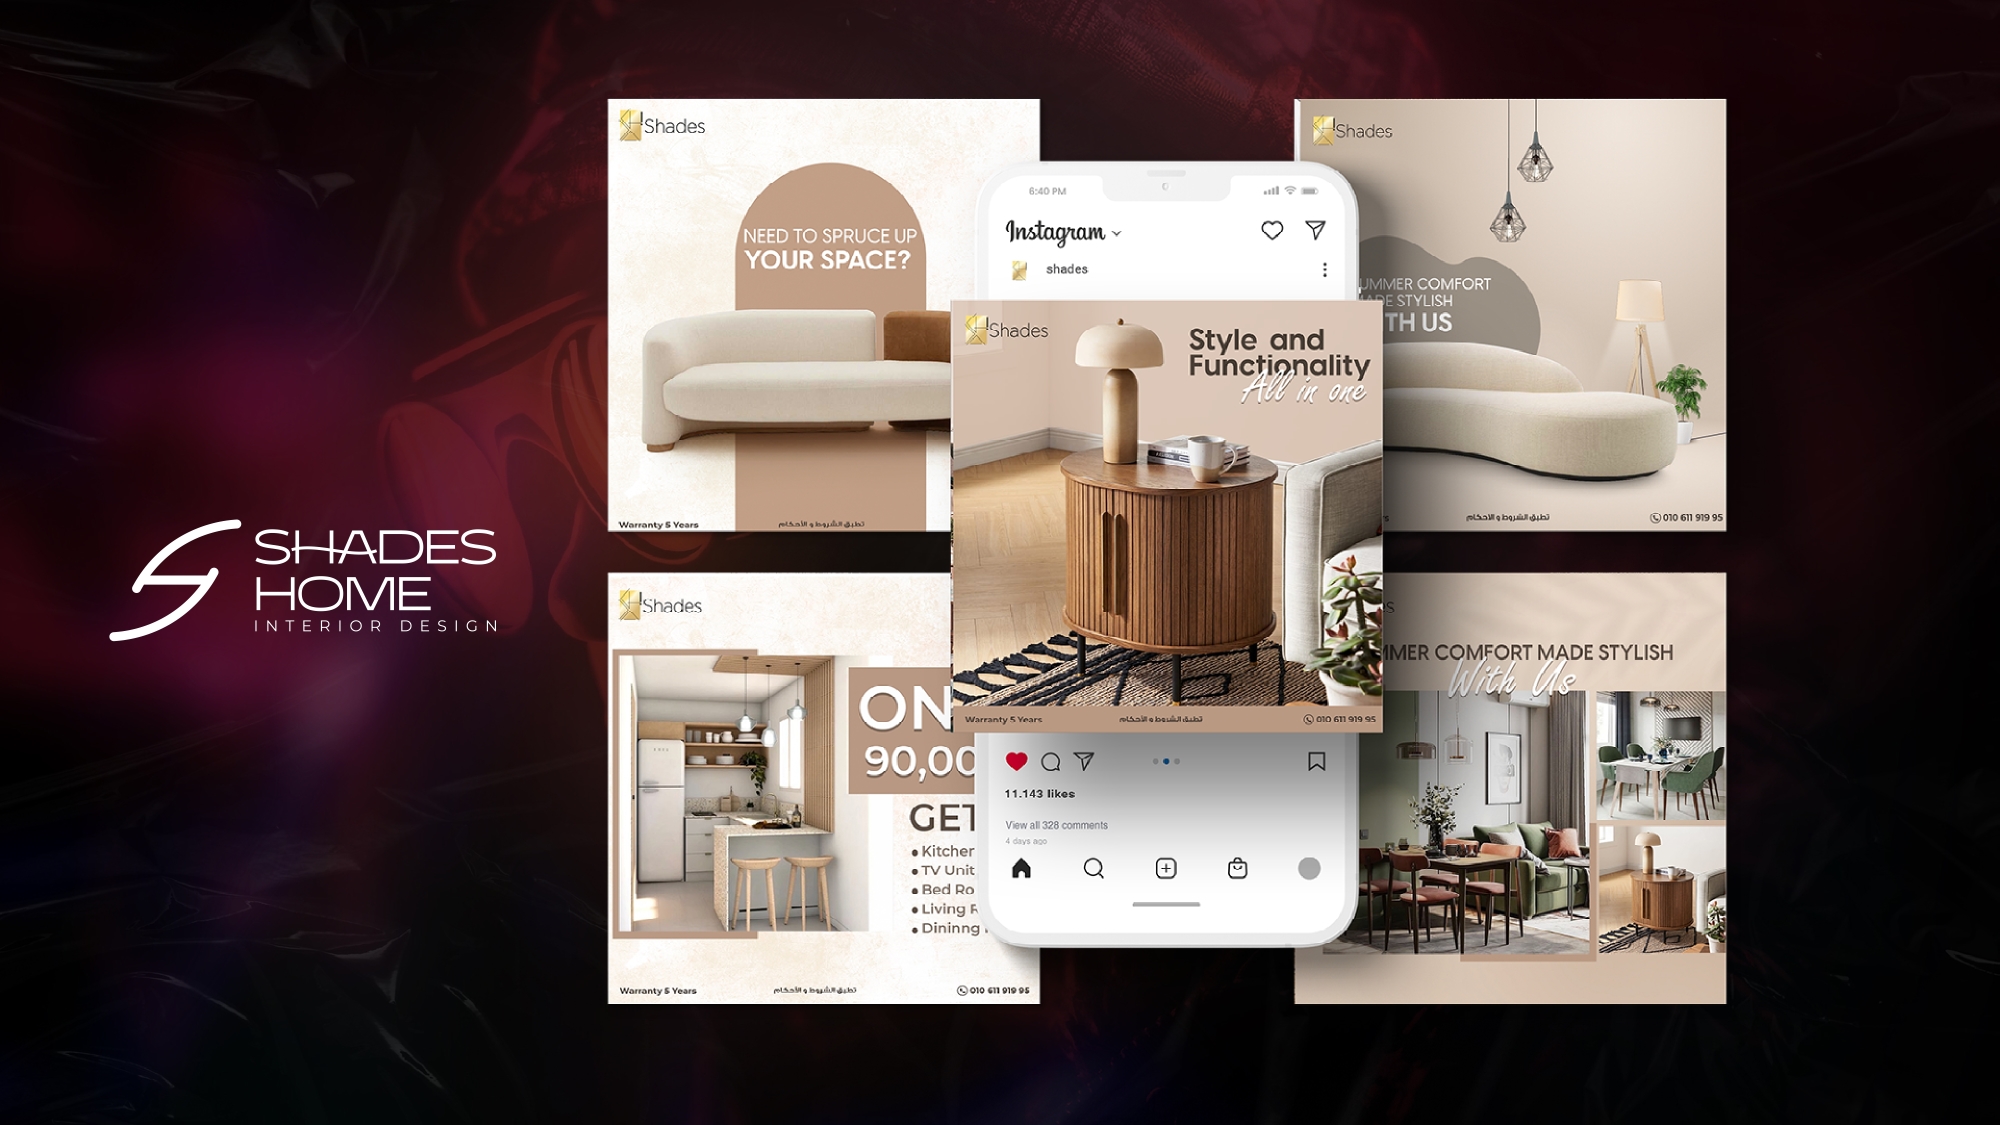 SHADES
HOME
INTERIOR DESIGN
Shades
NEED TO SPRUCE UP
YOUR SPACE?
Warranty 5 Years
تطبق الشروط و الأحكام
Shades
UMMER COMFORT
ADE STYLISH
TH US
تطبق الشروط و الأحكام
010 611 919 95
6:40 PM
Instagram
shades
Shades
Style and
Functionality
All in one
Warranty 5 Years
تطبق الشروط و الأحكام
010 611 919 95
11.143 likes
View all 328 comments
4 days ago
Shades
ON
90,00
GET
• Kitcher
• TV Unit
• Bed Ro
• Living R
• Dininng
Warranty 5 Years
تطبق الشروط و الأحكام
010 611 919 95
MMER COMFORT MADE STYLISH
With Us